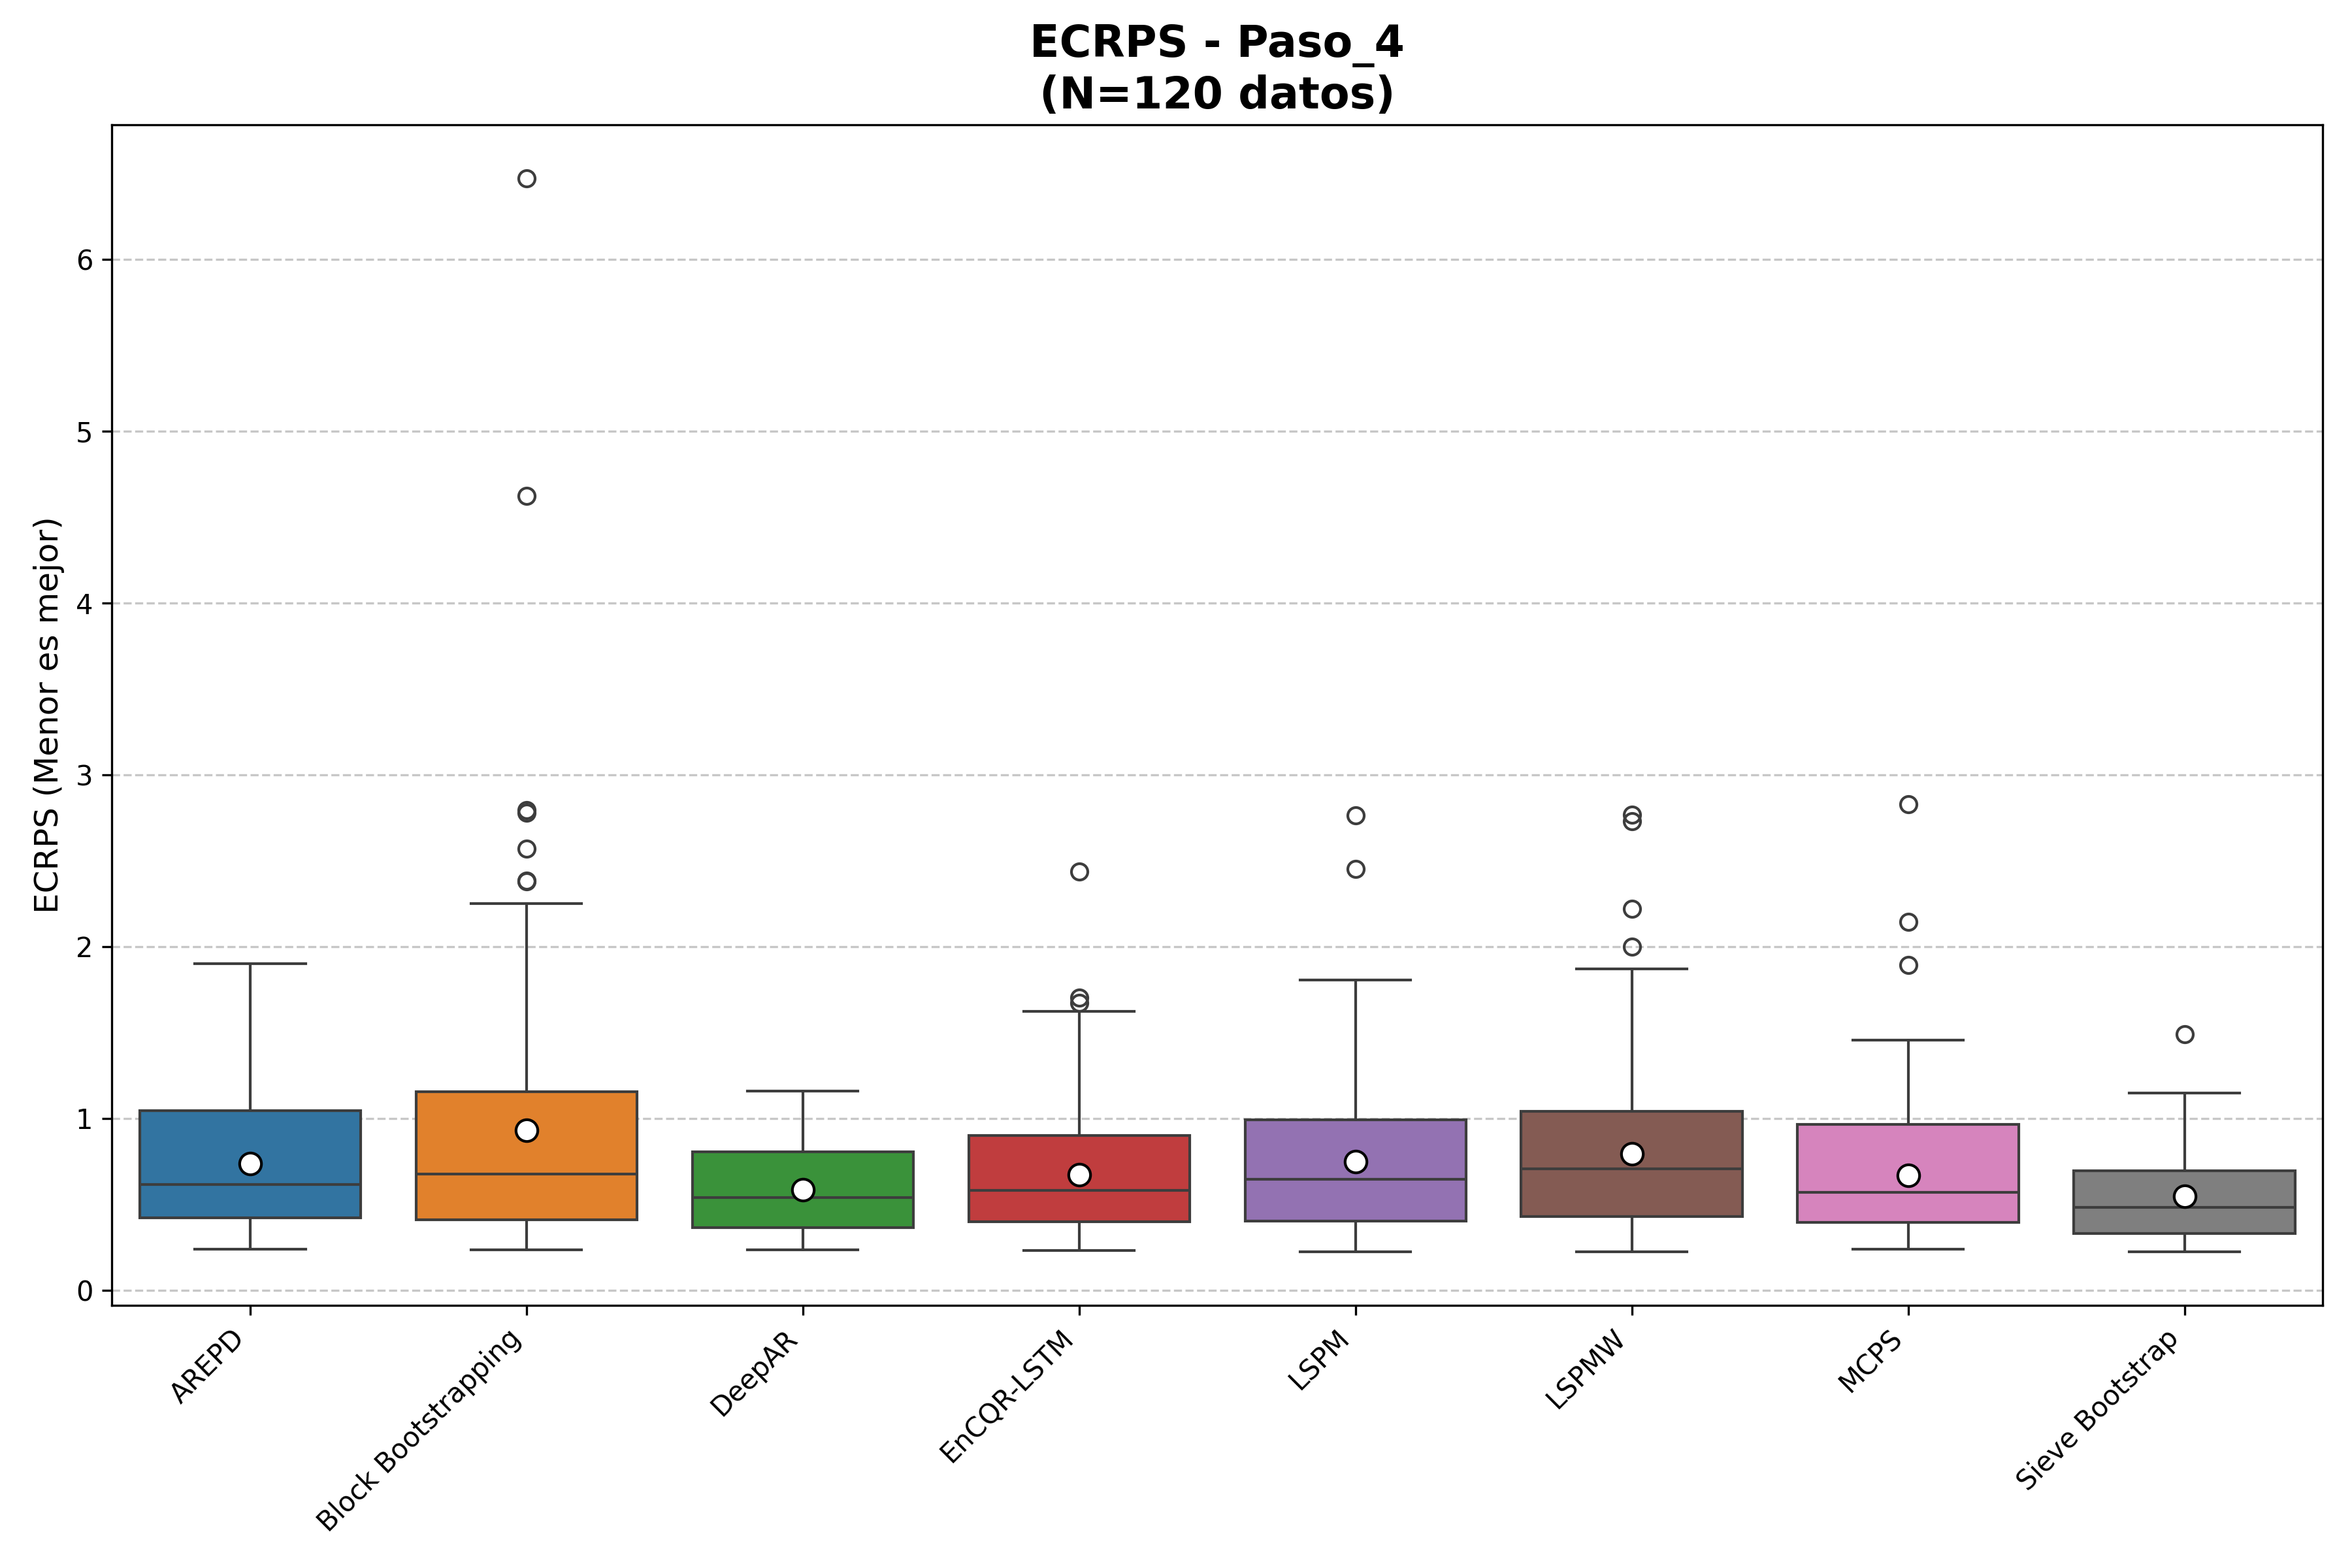 ECRPS - Paso_4
(N=120 datos)
ECRPS (Menor es mejor)
6
5
4
3
2
1
0
AREPD
Block Bootstrapping
DeepAR
EnCQR-LSTM
LSPM
LSPMW
MCPS
Sieve Bootstrap